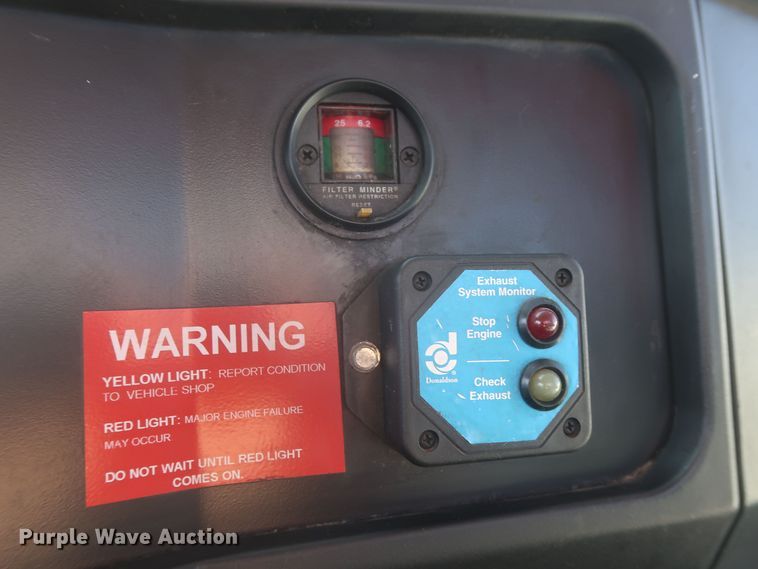 25 6.2
FILTER MINDER®
AIR FILTER RESTRICTION
RESET
Exhaust
System Monitor
Stop
Engine
Donaldson
®
Check
Exhaust
WARNING
YELLOW LIGHT: REPORT CONDITION
TO VEHICLE SHOP
RED LIGHT: MAJOR ENGINE FAILURE
MAY OCCUR
DO NOT WAIT UNTIL RED LIGHT
COMES ON.
Purple Wave Auction